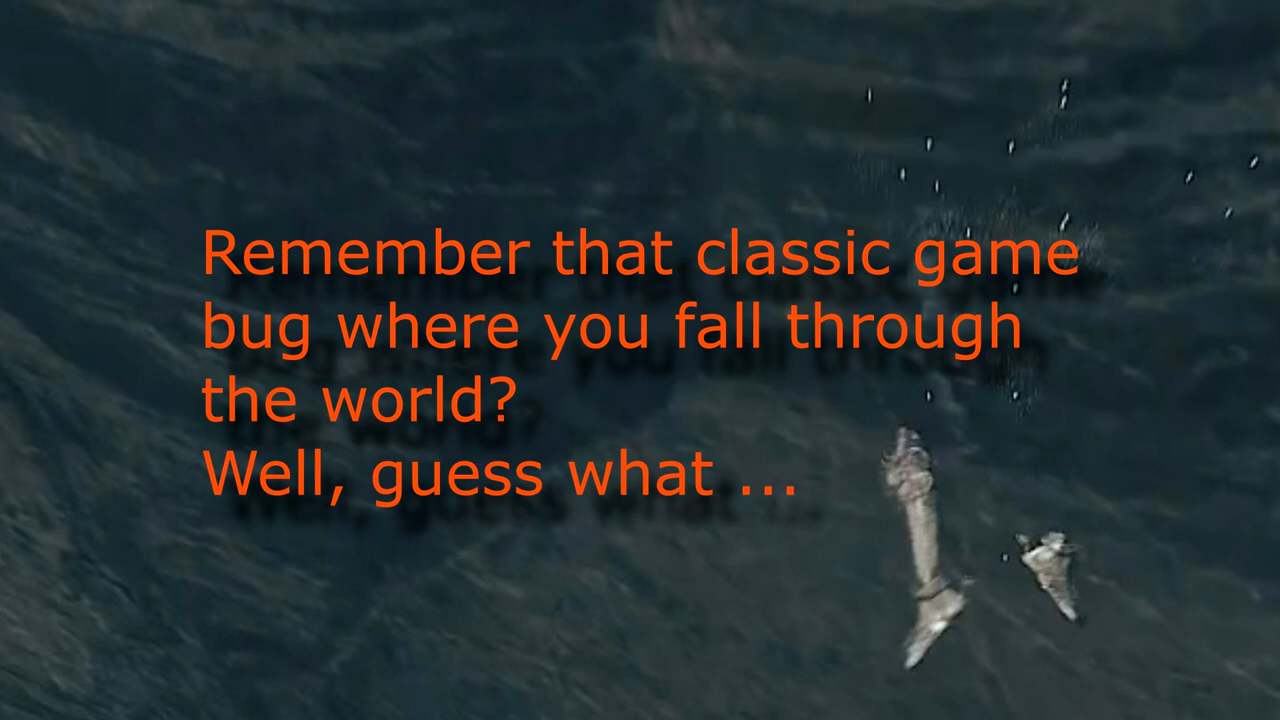 Remember that classic game
bug where you fall through
the world?
Well, guess what ...